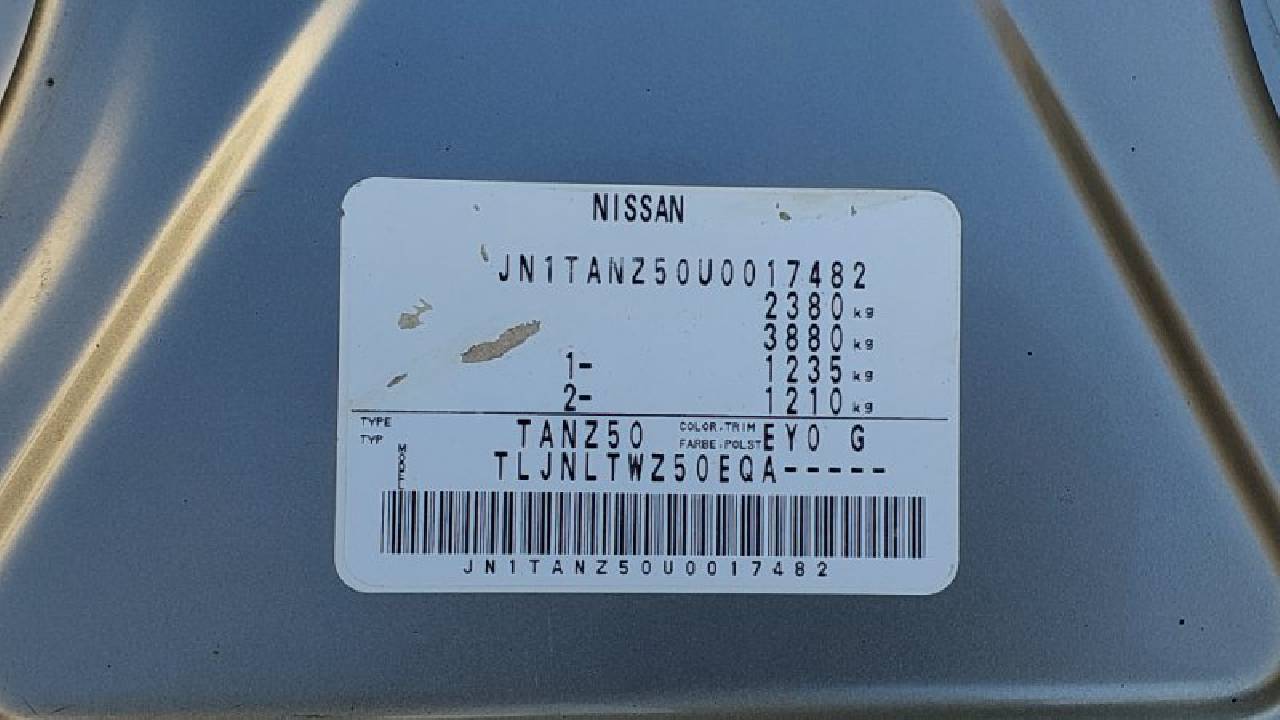 NISSAN
JN1TANZ50U0017482
2380 kg
3880 kg
1- 1235 kg
2- 1210 kg
TYPE TANZ50 COLOR.TRIM EY0 G
TYP FARBE.POLST
MODEL TLJNLTWZ50EQA-----
JN1TANZ50U0017482